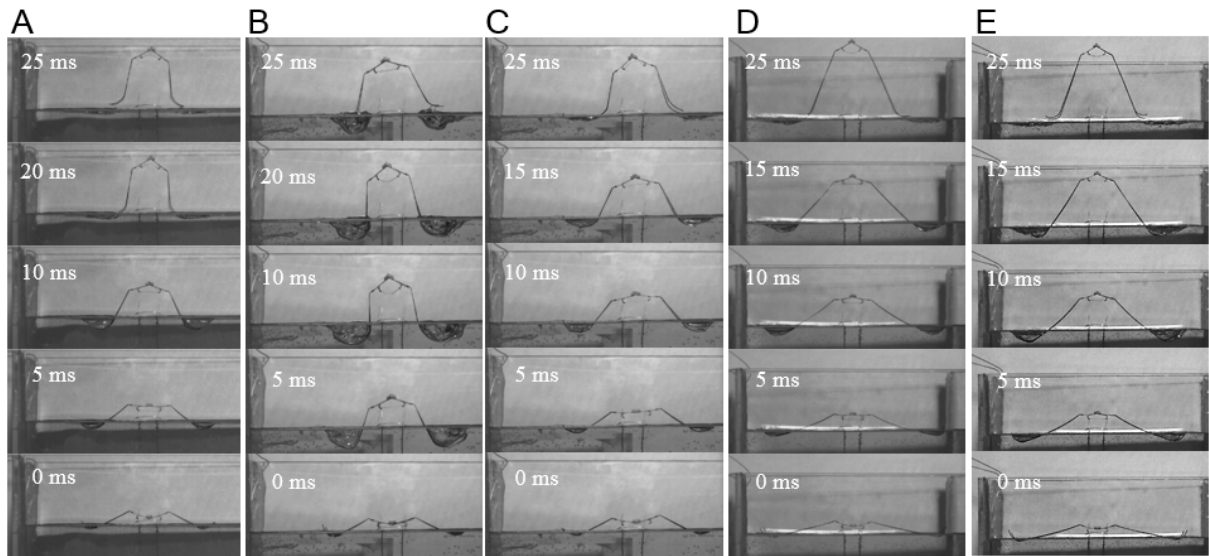 A B C D E
25 ms 25 ms 25 ms 25 ms 25 ms
20 ms 20 ms 15 ms 15 ms 15 ms
10 ms 10 ms 10 ms 10 ms 10 ms
5 ms 5 ms 5 ms 5 ms 5 ms
0 ms 0 ms 0 ms 0 ms 0 ms